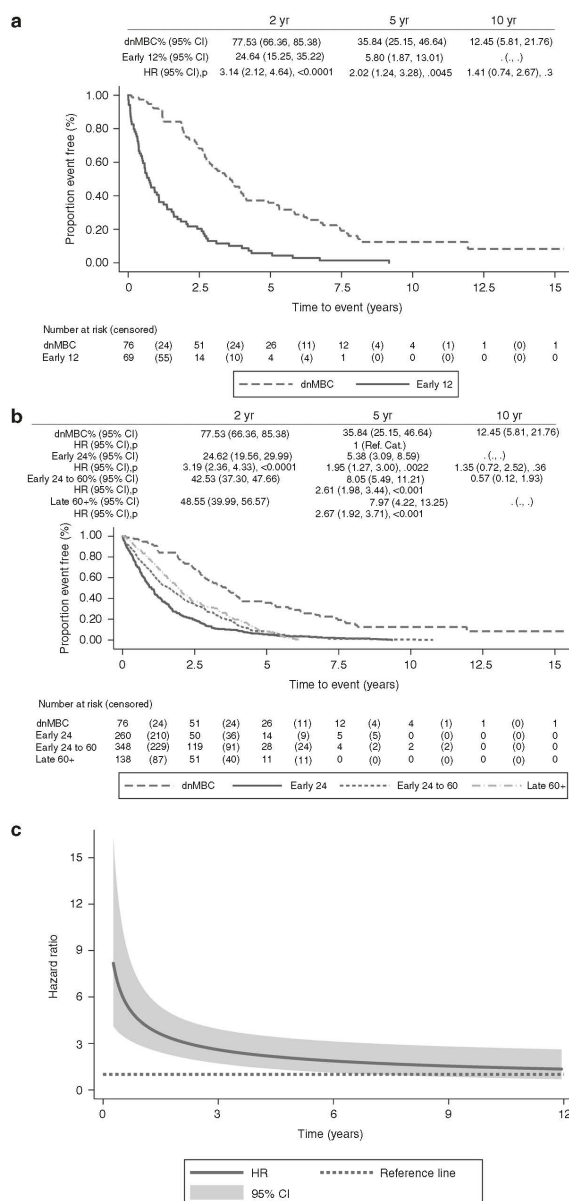 a
2 yr 5 yr 10 yr
dnMBC% (95% CI) 77.53 (66.36, 85.38) 35.84 (25.15, 46.64) 12.45 (5.81, 21.76)
Early 12% (95% CI) 24.64 (15.25, 35.22) 5.80 (1.87, 13.01) . (., .)
HR (95% CI),p 3.14 (2.12, 4.64), <0.0001 2.02 (1.24, 3.28), .0045 1.41 (0.74, 2.67), .3
Proportion event free (%)
1.00
0.80
0.60
0.40
0.20
0.00
0 2.5 5 7.5 10 12.5 15
Time to event (years)
Number at risk (censored)
dnMBC 76 (24) 51 (24) 26 (11) 12 (4) 4 (1) 1 (0) 1
Early 12 69 (55) 14 (10) 4 (4) 1 (0) 0 (0) 0 (0) 0
dnMBC Early 12
b
2 yr 5 yr 10 yr
dnMBC% (95% CI) 77.53 (66.36, 85.38) 35.84 (25.15, 46.64) 12.45 (5.81, 21.76)
HR (95% CI),p 1 (Ref. Cat.)
Early 24% (95% CI) 24.62 (19.56, 29.99) 5.38 (3.09, 8.59) . (., .)
HR (95% CI),p 3.19 (2.36, 4.33), <0.0001 1.95 (1.27, 3.00), .0022 1.35 (0.72, 2.52), .36
Early 24 to 60% (95% CI) 42.53 (37.30, 47.66) 8.05 (5.49, 11.21) 0.57 (0.12, 1.93)
HR (95% CI),p 2.61 (1.98, 3.44), <0.001
Late 60+% (95% CI) 48.55 (39.99, 56.57) 7.97 (4.22, 13.25) . (., .)
HR (95% CI),p 2.67 (1.92, 3.71), <0.001
Proportion event free (%)
1.00
0.80
0.60
0.40
0.20
0.00
0 2.5 5 7.5 10 12.5 15
Time to event (years)
Number at risk (censored)
dnMBC 76 (24) 51 (24) 26 (11) 12 (4) 4 (1) 1 (0) 1
Early 24 260 (210) 50 (36) 14 (9) 5 (5) 0 (0) 0 (0) 0
Early 24 to 60 348 (229) 119 (91) 28 (24) 4 (2) 2 (2) 0 (0) 0
Late 60+ 138 (87) 51 (40) 11 (11) 0 (0) 0 (0) 0 (0) 0
dnMBC Early 24 Early 24 to 60 Late 60+
c
Hazard ratio
15
12
9
6
3
0
0 3 6 9 12
Time (years)
HR Reference line
95% CI